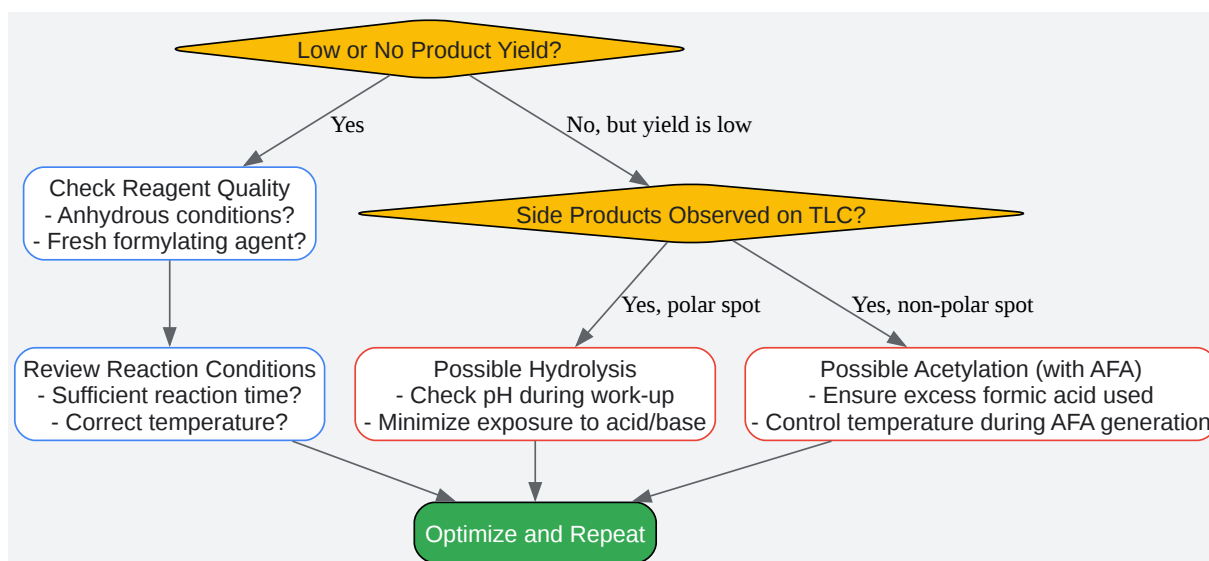 Low or No Product Yield?
Yes
No, but yield is low
Check Reagent Quality
- Anhydrous conditions?
- Fresh formylating agent?
Side Products Observed on TLC?
Yes, polar spot
Yes, non-polar spot
Review Reaction Conditions
- Sufficient reaction time?
- Correct temperature?
Possible Hydrolysis
- Check pH during work-up
- Minimize exposure to acid/base
Possible Acetylation (with AFA)
- Ensure excess formic acid used
- Control temperature during AFA generation
Optimize and Repeat